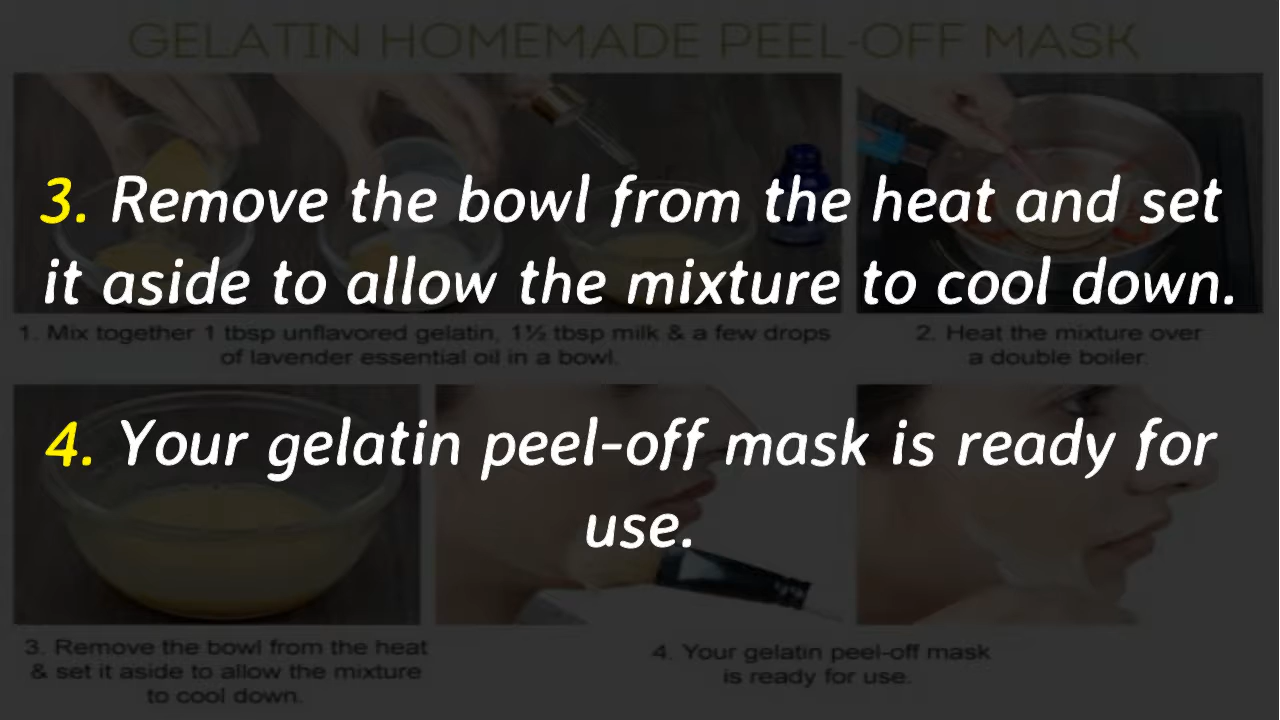 GELATIN HOMEMADE PEEL-OFF MASK
3. Remove the bowl from the heat and set
it aside to allow the mixture to cool down.
1. Mix together 1 tbsp unflavored gelatin, 1½ tbsp milk & a few drops
of lavender essential oil in a bowl.
2. Heat the mixture over
a double boiler.
4. Your gelatin peel-off mask is ready for
use.
3. Remove the bowl from the heat
& set it aside to allow the mixture
to cool down.
4. Your gelatin peel-off mask
is ready for use.